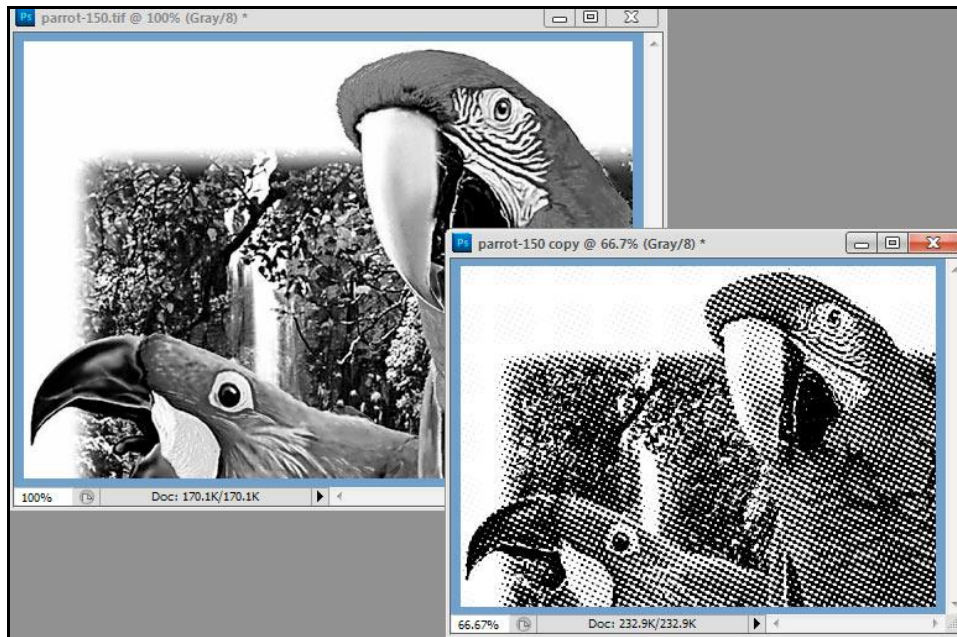 Ps parrot-150.tif @ 100% (Gray/8) *
Ps parrot-150 copy @ 66.7% (Gray/8) *
100% Doc: 170.1K/170.1K
66.67% Doc: 232.9K/232.9K